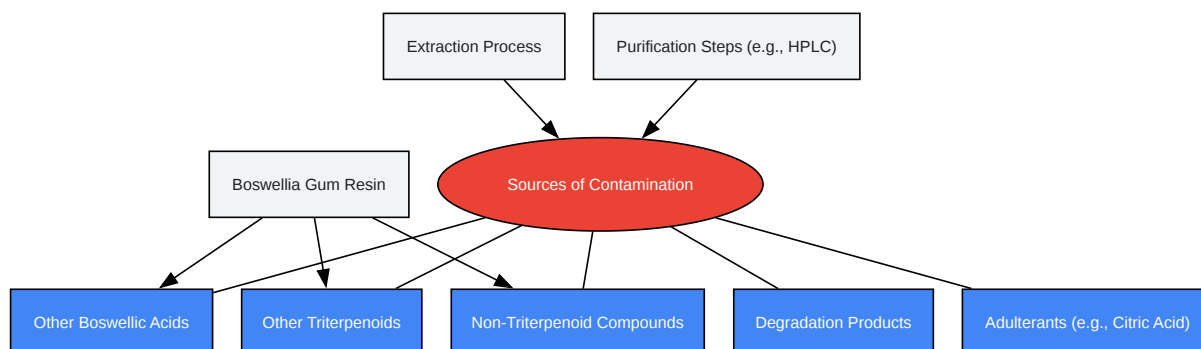 Extraction Process
Purification Steps (e.g., HPLC)
Boswellia Gum Resin
Sources of Contamination
Other Boswellic Acids
Other Triterpenoids
Non-Triterpenoid Compounds
Degradation Products
Adulterants (e.g., Citric Acid)